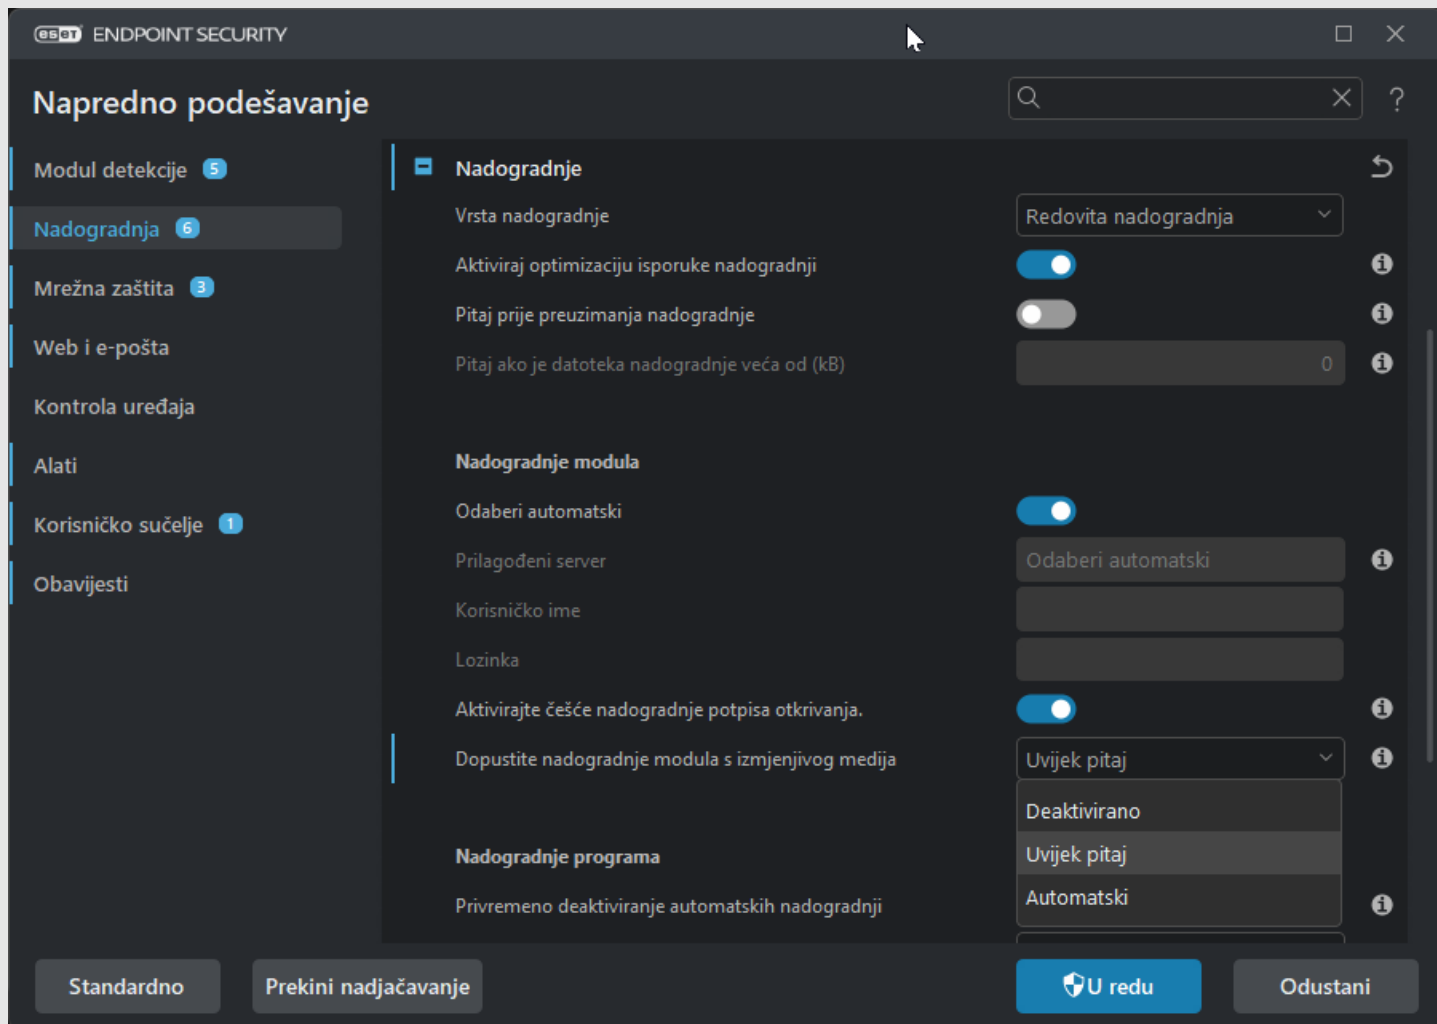 eset ENDPOINT SECURITY
Napredno podešavanje
?
Modul detekcije 5
Nadogradnja 6
Mrežna zaštita 3
Web i e-pošta
Kontrola uređaja
Alati
Korisničko sučelje 1
Obavijesti
Nadogradnje
Vrsta nadogradnje Redovita nadogradnja
Aktiviraj optimizaciju isporuke nadogradnji
Pitaj prije preuzimanja nadogradnje
Pitaj ako je datoteka nadogradnje veća od (kB) 0
Nadogradnje modula
Odaberi automatski
Prilagođeni server Odaberi automatski
Korisničko ime
Lozinka
Aktivirajte češće nadogradnje potpisa otkrivanja.
Dopustite nadogradnje modula s izmjenjivog medija Uvijek pitaj
Deaktivirano
Uvijek pitaj
Automatski
Nadogradnje programa
Privremeno deaktiviranje automatskih nadogradnji
Standardno Prekini nadjačavanje U redu Odustani